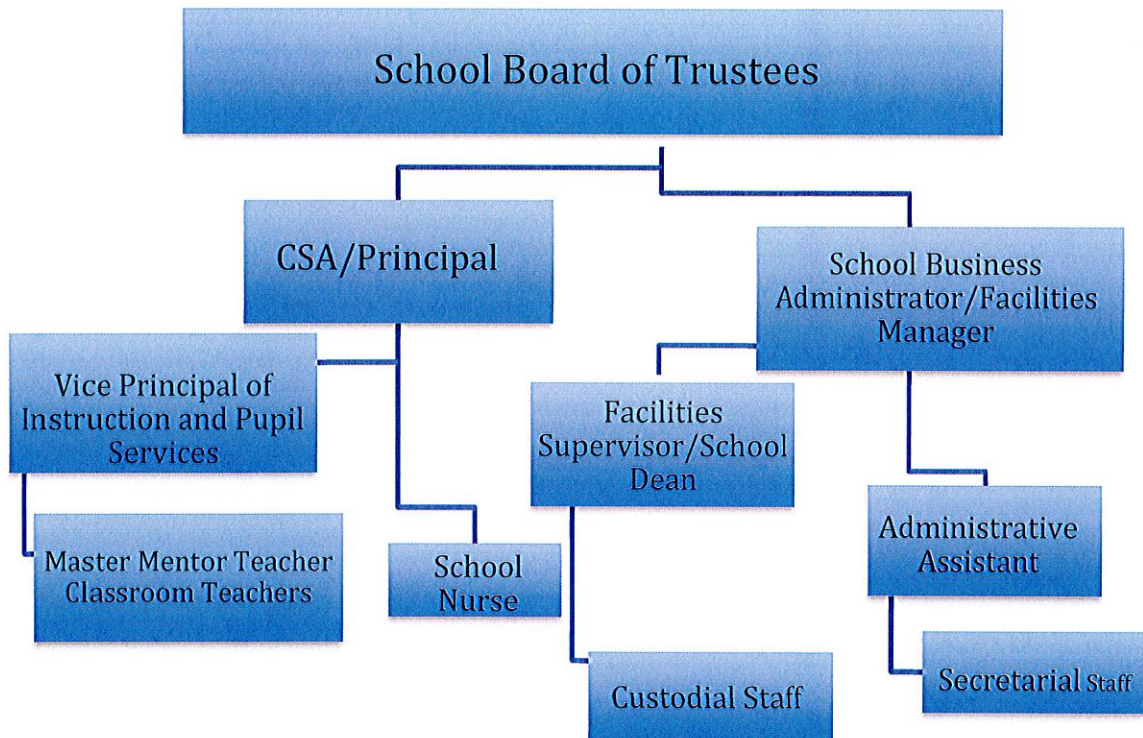 School Board of Trustees
CSA/Principal
School Business
Administrator/Facilities
Manager
Vice Principal of
Instruction and Pupil
Services
Facilities
Supervisor/School
Dean
Master Mentor Teacher
Classroom Teachers
School
Nurse
Administrative
Assistant
Custodial Staff
Secretarial Staff